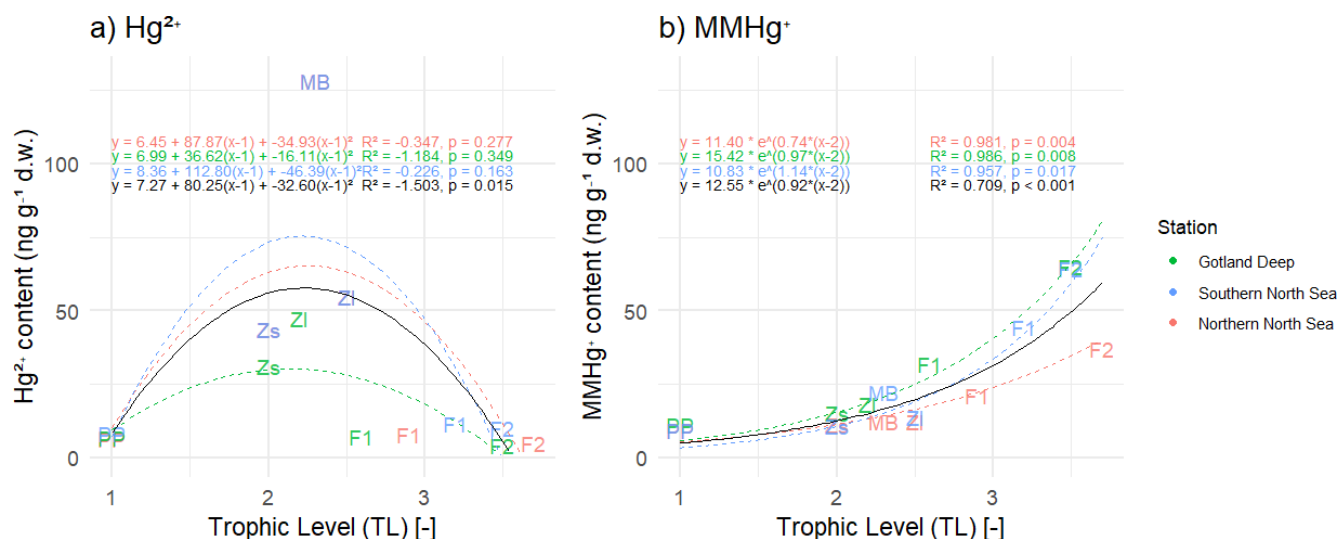 a) Hg²⁺
b) MMHg⁺
Hg²⁺ content (ng g⁻¹ d.w.)
100
50
0
MB
y = 6.45 + 87.87(x-1) + -34.93(x-1)² R² = -0.347, p = 0.277
y = 6.99 + 36.62(x-1) + -16.11(x-1)² R² = -1.184, p = 0.349
y = 8.36 + 112.80(x-1) + -46.39(x-1)² R² = -0.226, p = 0.163
y = 7.27 + 80.25(x-1) + -32.60(x-1)² R² = -1.503, p = 0.015
Zl
Zl
Zs
Zs
PP
F1
F1
F1
F2
F2
F2
1 2 3
Trophic Level (TL) [-]
MMHg⁺ content (ng g⁻¹ d.w.)
100
50
0
y = 11.40 * e^(0.74*(x-2)) R² = 0.981, p = 0.004
y = 15.42 * e^(0.97*(x-2)) R² = 0.986, p = 0.008
y = 10.83 * e^(1.14*(x-2)) R² = 0.957, p = 0.017
y = 12.55 * e^(0.92*(x-2)) R² = 0.709, p < 0.001
F2
F1
F2
F1
F1
MB
Zl
Zs
MB
Zl
Zs
PP
1 2 3
Trophic Level (TL) [-]
Station
Gotland Deep
Southern North Sea
Northern North Sea